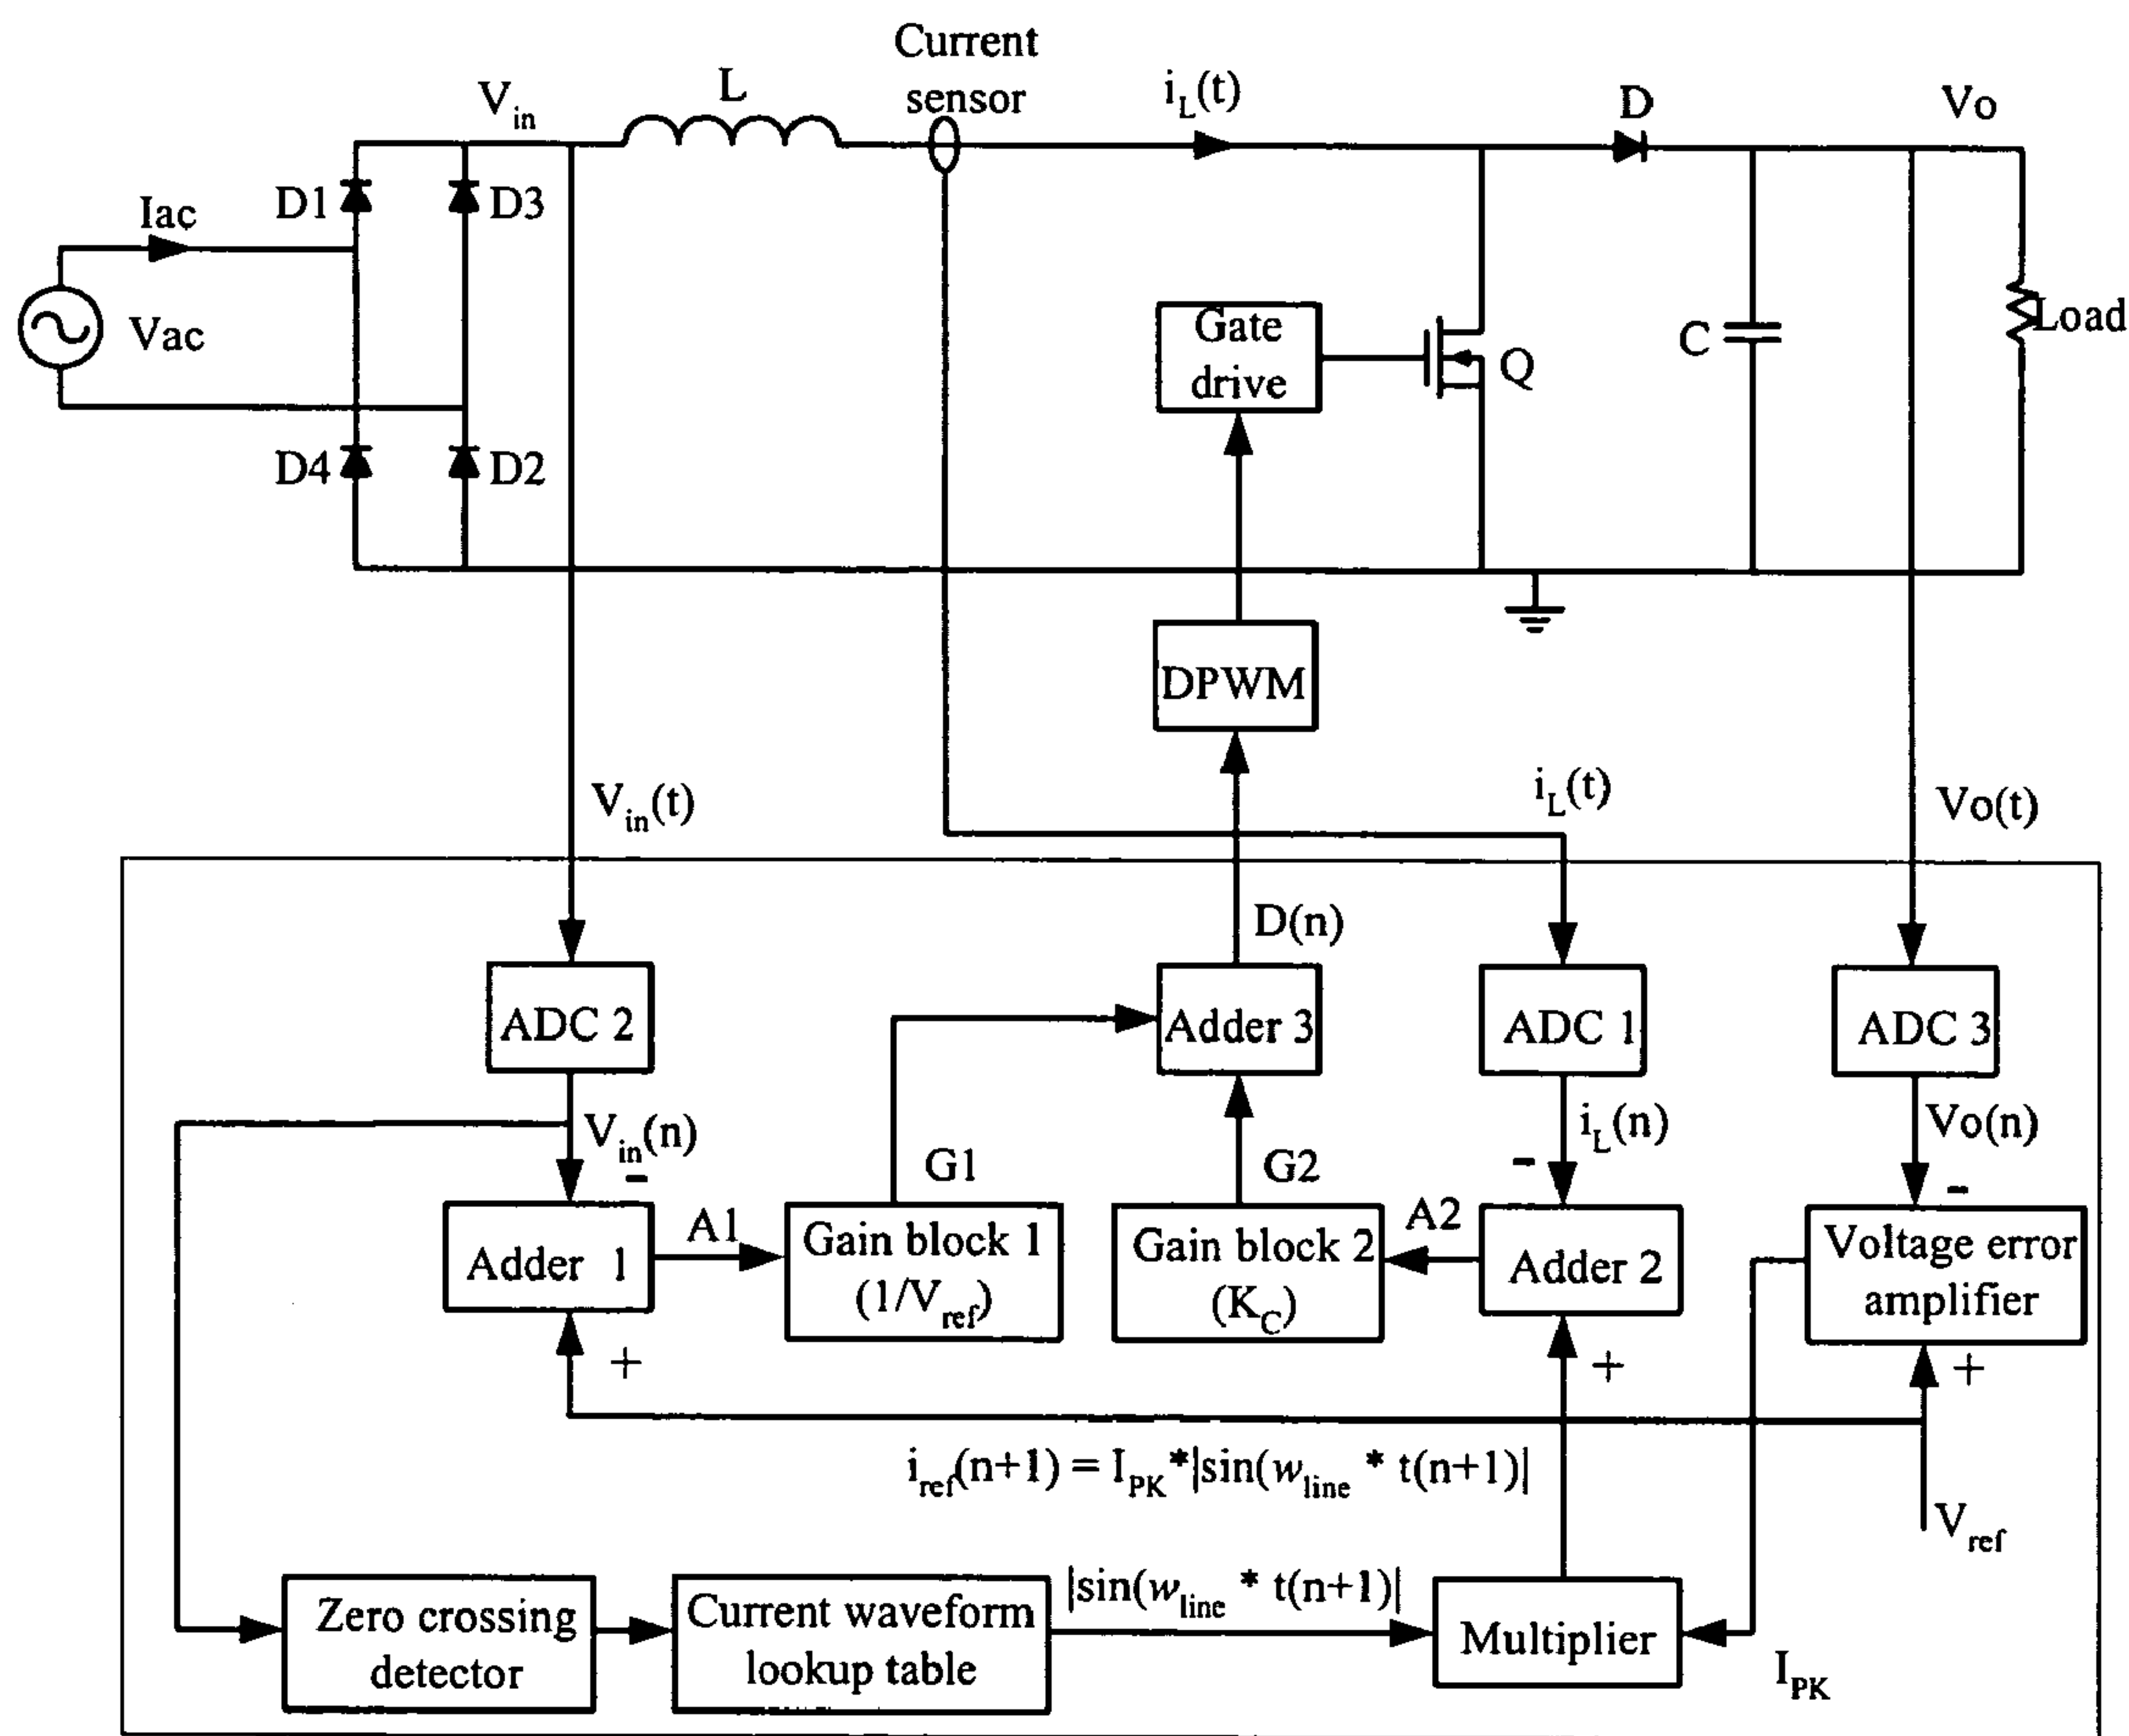 Current
sensor
V_in
L
i_L(t)
D
Vo
D1
D3
Iac
Vac
Gate
drive
Q
C
Load
D4
D2
DPWM
V_in(t)
i_L(t)
Vo(t)
D(n)
ADC 2
Adder 3
ADC 1
ADC 3
V_in(n)
i_L(n)
Vo(n)
-
G1
G2
-
-
Adder 1
A1
Gain block 1
(1/V_ref)
Gain block 2
(K_C)
A2
Adder 2
Voltage error
amplifier
+
+
+
i_ref(n+1) = I_PK*|sin(w_line * t(n+1)|
V_ref
Zero crossing
detector
Current waveform
lookup table
|sin(w_line * t(n+1)|
Multiplier
I_PK